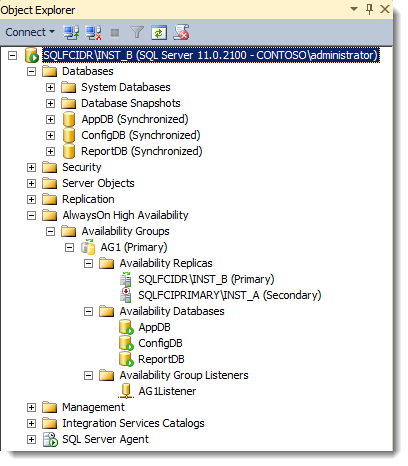 Object Explorer
Connect
SQLFCIDR\INST_B (SQL Server 11.0.2100 - CONTOSO\administrator)
Databases
System Databases
Database Snapshots
AppDB (Synchronized)
ConfigDB (Synchronized)
ReportDB (Synchronized)
Security
Server Objects
Replication
AlwaysOn High Availability
Availability Groups
AG1 (Primary)
Availability Replicas
SQLFCIDR\INST_B (Primary)
SQLFCIPRIMARY\INST_A (Secondary)
Availability Databases
AppDB
ConfigDB
ReportDB
Availability Group Listeners
AG1Listener
Management
Integration Services Catalogs
SQL Server Agent